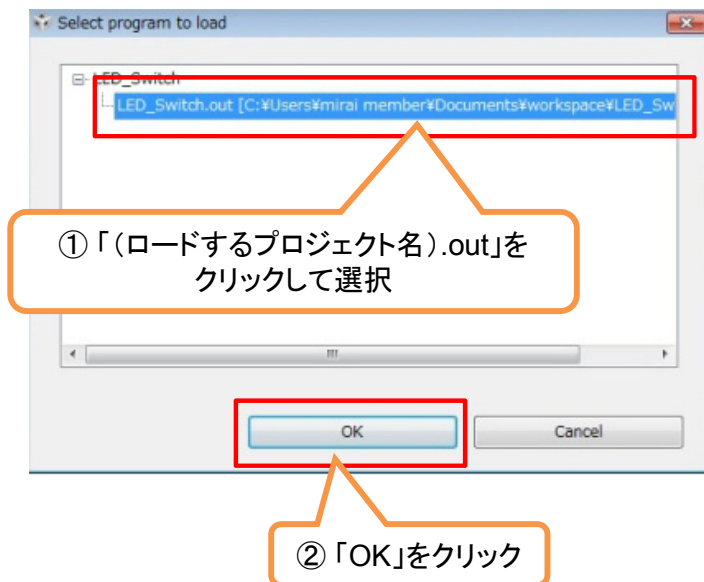 Select program to load
LED_Switch
LED_Switch.out [C:¥Users¥mirai member¥Documents¥workspace¥LED_Sw
①「(ロードするプロジェクト名).out」を
クリックして選択
OK
Cancel
②「OK」をクリック